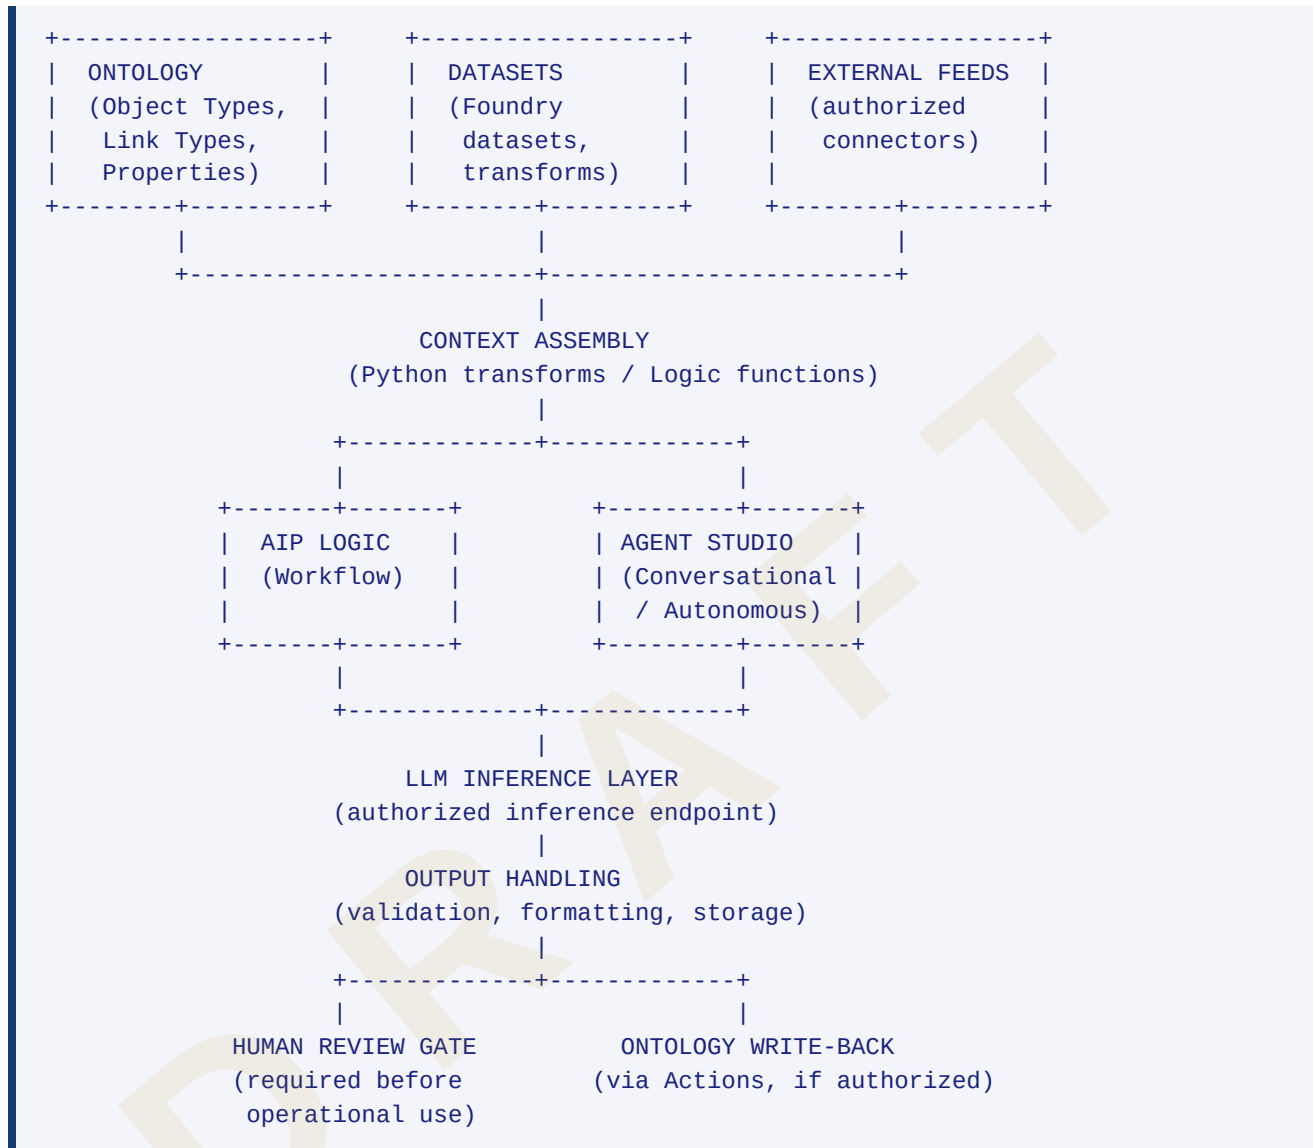 +------------------+     +------------------+     +------------------+
|  ONTOLOGY        |     |  DATASETS        |     |  EXTERNAL FEEDS  |
|  (Object Types,  |     |  (Foundry        |     |  (authorized     |
|   Link Types,    |     |   datasets,      |     |   connectors)    |
|   Properties)    |     |   transforms)    |     |                  |
+--------+---------+     +--------+---------+     +--------+---------+
         |                        |                        |
         +------------------------+------------------------+
                                  |
                          CONTEXT ASSEMBLY
                     (Python transforms / Logic functions)
                                  |
                    +-------------+-------------+
                    |                           |
            +-------+-------+         +---------+-------+
            |  AIP LOGIC    |         | AGENT STUDIO    |
            |  (Workflow)   |         | (Conversational |
            |               |         |  / Autonomous)  |
            +-------+-------+         +---------+-------+
                    |                           |
                    +-------------+-------------+
                                  |
                         LLM INFERENCE LAYER
                    (authorized inference endpoint)
                                  |
                         OUTPUT HANDLING
                    (validation, formatting, storage)
                                  |
                    +-------------+-------------+
                    |                           |
             HUMAN REVIEW GATE          ONTOLOGY WRITE-BACK
             (required before         (via Actions, if authorized)
              operational use)
DRAFT